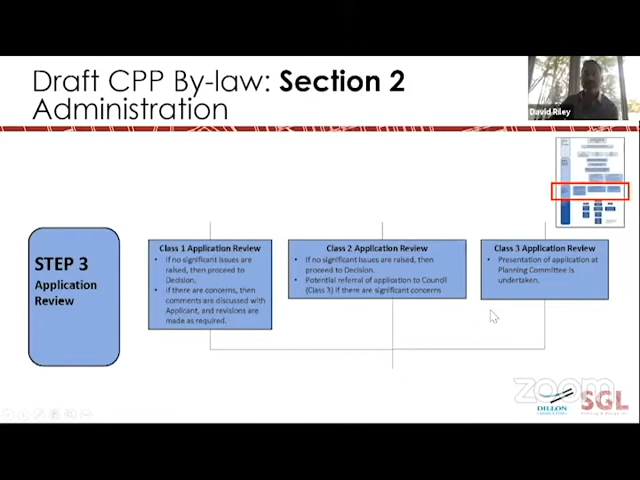 Draft CPP By-law: Section 2
Administration
David Riley
STEP 3
Application
Review
Class 1 Application Review
• If no significant issues are
raised, then proceed to
Decision.
• If there are concerns, then
comments are discussed with
Applicant, and revisions are
made as required.
Class 2 Application Review
• If no significant issues are raised, then
proceed to Decision.
• Potential referral of application to Council
(Class 3) if there are significant concerns
Class 3 Application Review
• Presentation of application at
Planning Committee is
undertaken.
zoom
DILLON
CONSULTING
SGL